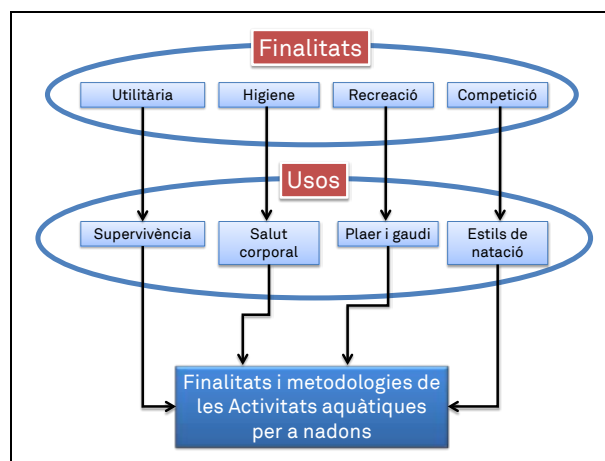 Finalitats
Utilitària Higiene Recreació Competició
Usos
Supervivència Salut corporal Plaer i gaudi Estils de natació
Finalitats i metodologies de
les Activitats aquàtiques
per a nadons